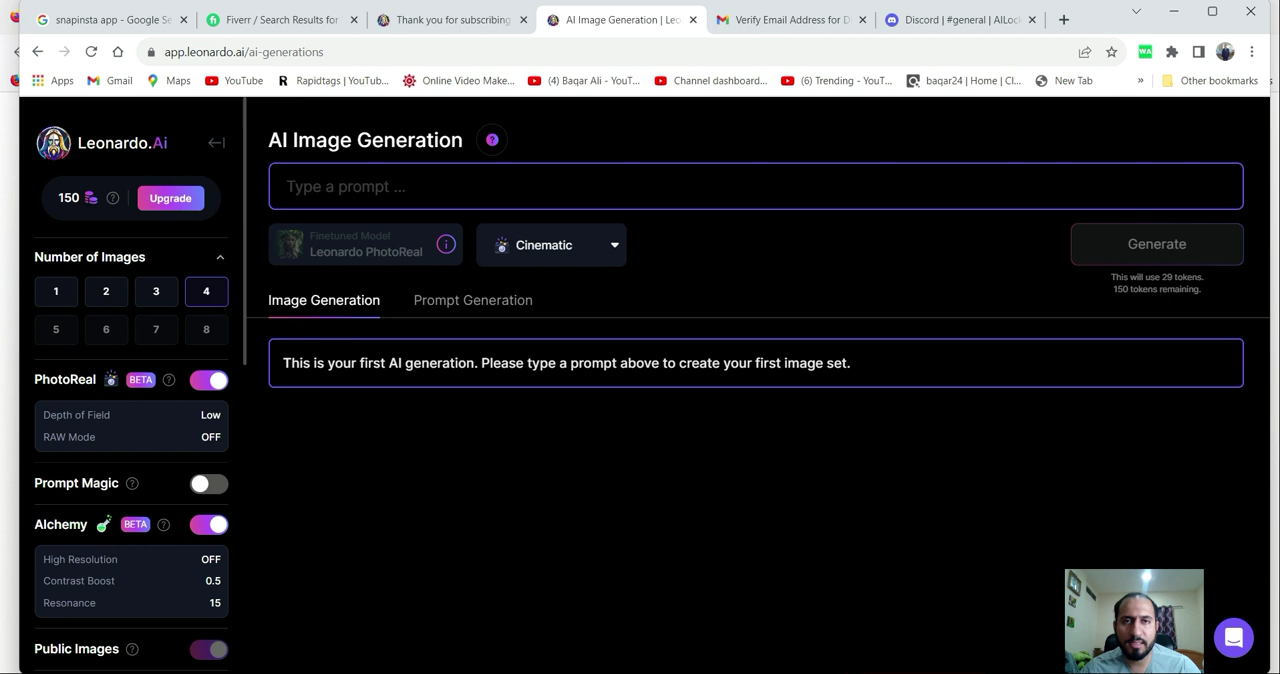 snapinsta app - Google Se
Fiverr / Search Results for
Thank you for subscribing
AI Image Generation | Leo
Verify Email Address for D
Discord | #general | AILoc
app.leonardo.ai/ai-generations
WA
Apps
Gmail
Maps
YouTube
Rapidtags | YouTub...
Online Video Make...
(4) Baqar Ali - YouT...
Channel dashboard...
(6) Trending - YouT...
baqar24 | Home | Cl...
New Tab
»
Other bookmarks
Leonardo.Ai
150
Upgrade
Number of Images
1 2 3 4
5 6 7 8
PhotoReal BETA
Depth of Field Low
RAW Mode OFF
Prompt Magic
Alchemy BETA
High Resolution OFF
Contrast Boost 0.5
Resonance 15
Public Images
AI Image Generation
Type a prompt ...
Finetuned Model
Leonardo PhotoReal
Cinematic
Generate
This will use 29 tokens.
150 tokens remaining.
Image Generation
Prompt Generation
This is your first AI generation. Please type a prompt above to create your first image set.